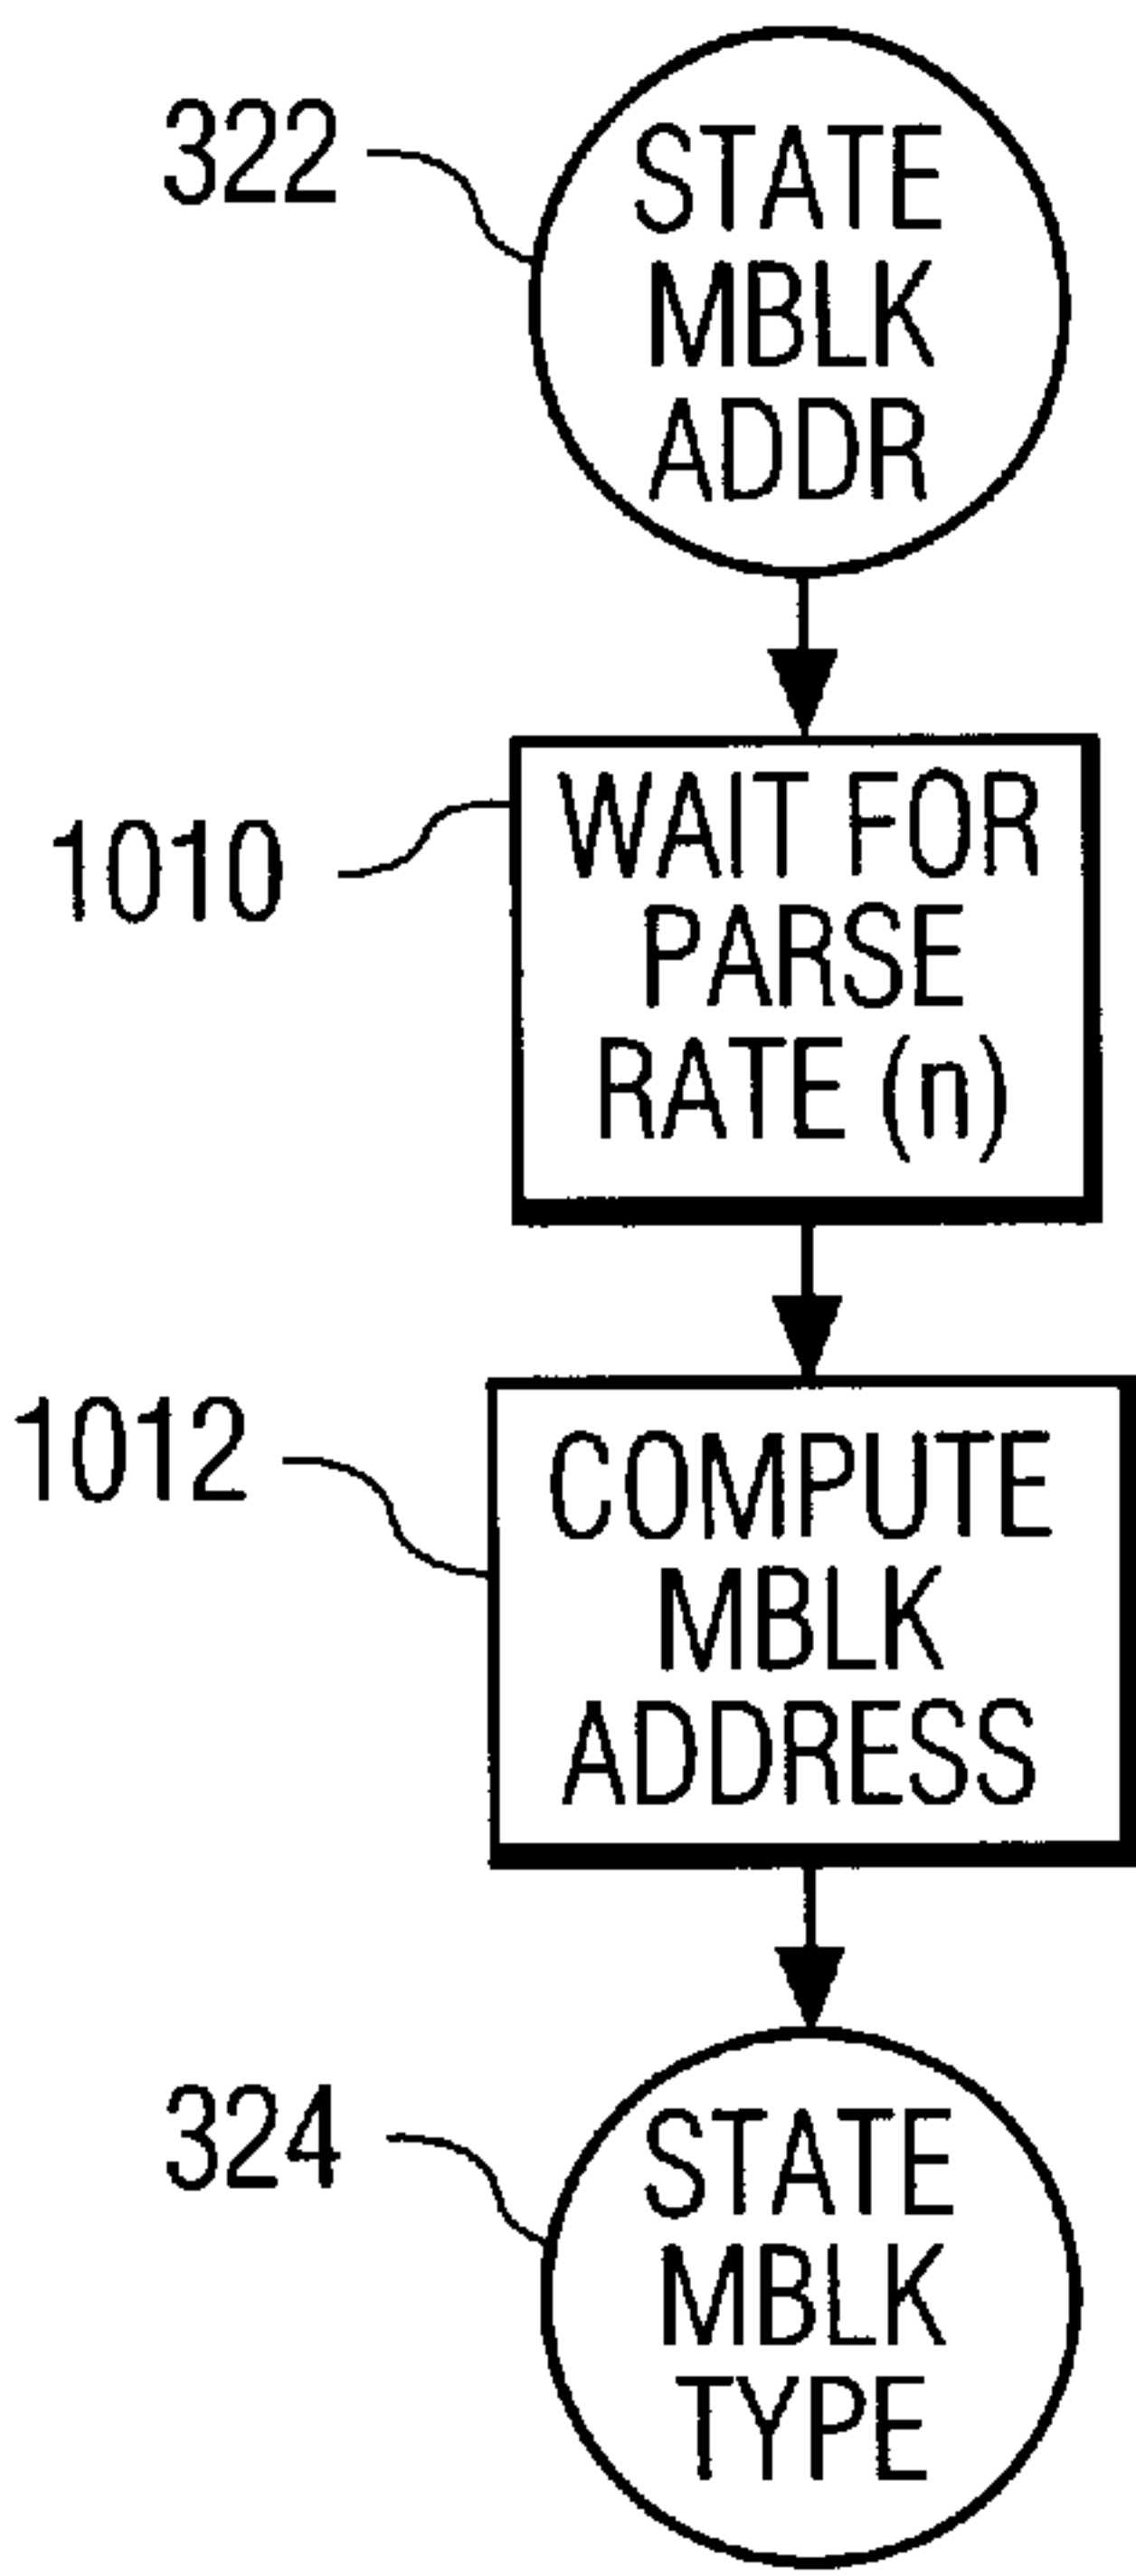 322
STATE
MBLK
ADDR
1010
WAIT FOR
PARSE
RATE (n)
1012
COMPUTE
MBLK
ADDRESS
324
STATE
MBLK
TYPE